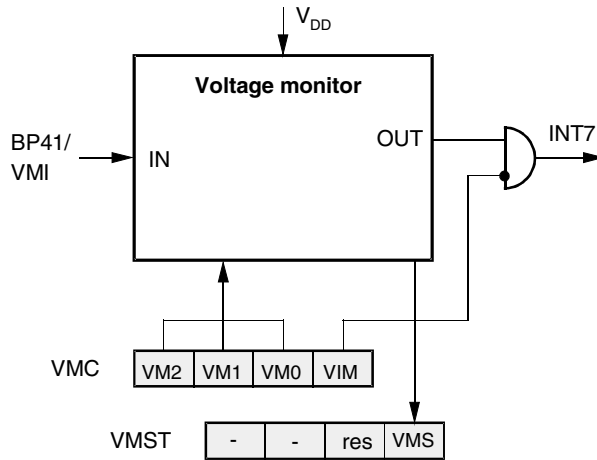 VDD
Voltage monitor
BP41/
VMI
IN
OUT
INT7
VMC
VM2 VM1 VM0 VIM
VMST
- - res VMS